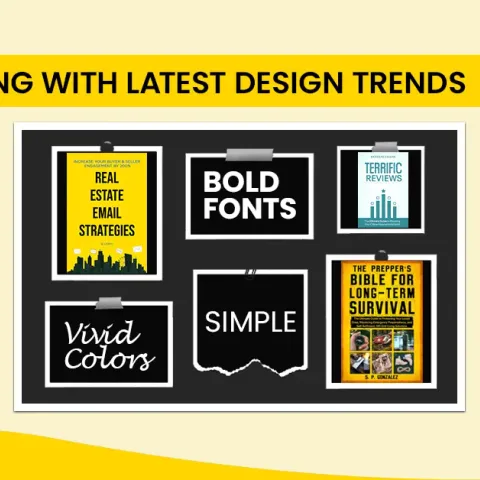 NG WITH LATEST DESIGN TRENDS
REAL
ESTATE
EMAIL
STRATEGIES
BOLD
FONTS
TERRIFIC
REVIEWS
Vivid
Colors
SIMPLE
THE PREPPER'S
BIBLE FOR
LONG-TERM
SURVIVAL
G. P. GONZALEZ